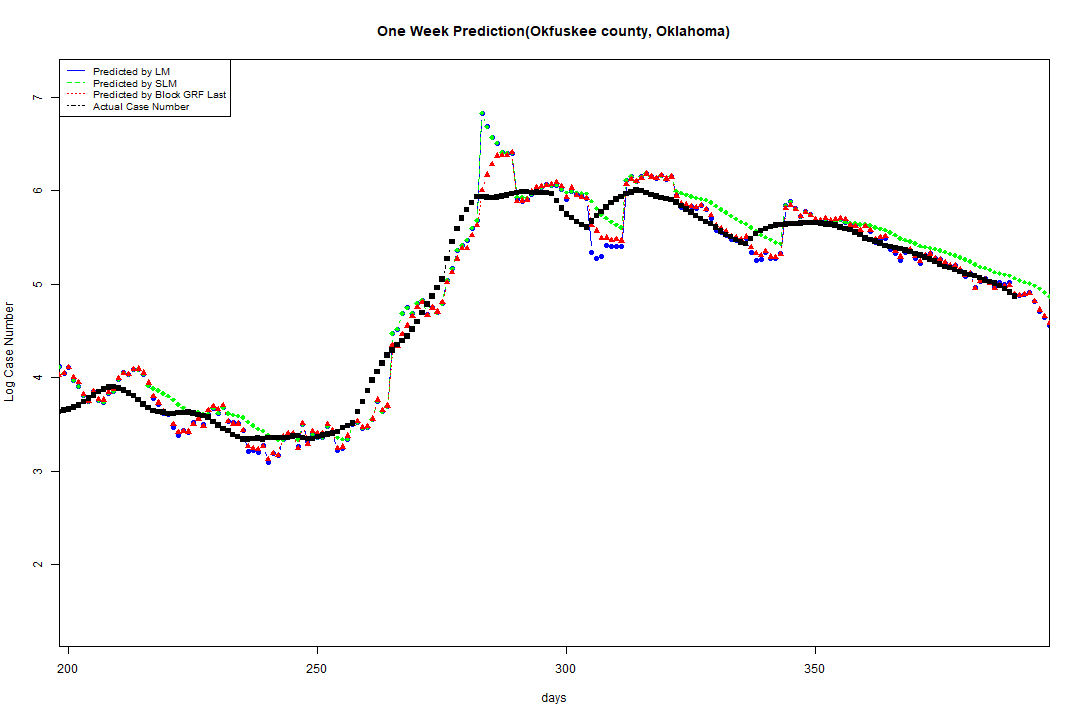 One Week Prediction(Okfuskee county, Oklahoma)
Predicted by LM
Predicted by SLM
Predicted by Block GRF Last
Actual Case Number
7
6
5
4
3
2
Log Case Number
200 250 300 350
days